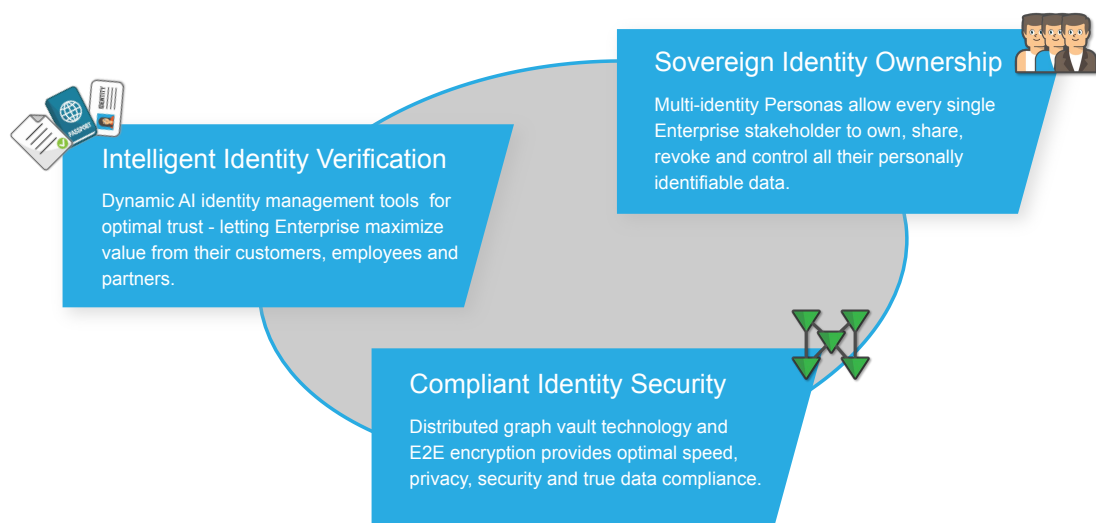 Sovereign Identity Ownership
Multi-identity Personas allow every single
Enterprise stakeholder to own, share,
revoke and control all their personally
identifiable data.
IDENTITY
PASSPORT
Intelligent Identity Verification
Dynamic AI identity management tools for
optimal trust - letting Enterprise maximize
value from their customers, employees and
partners.
Compliant Identity Security
Distributed graph vault technology and
E2E encryption provides optimal speed,
privacy, security and true data compliance.